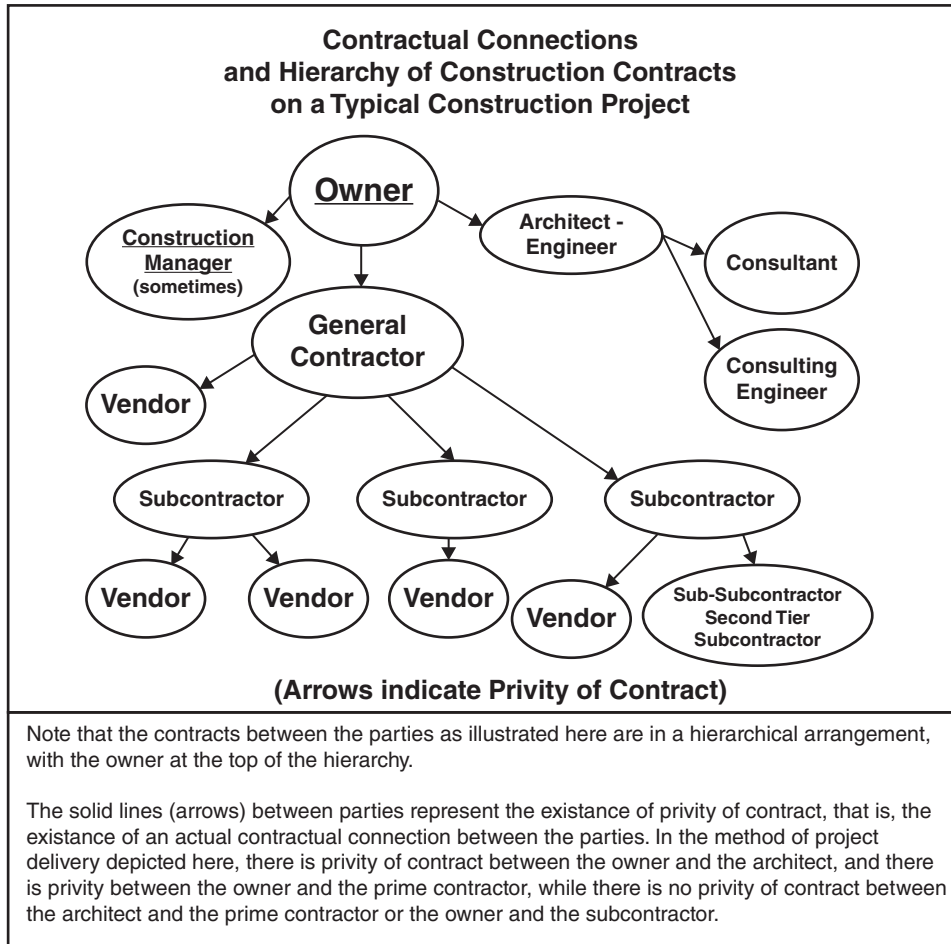 Contractual Connections
and Hierarchy of Construction Contracts
on a Typical Construction Project
Owner
Construction
Manager
(sometimes)
Architect -
Engineer
Consultant
General
Contractor
Consulting
Engineer
Vendor
Subcontractor
Subcontractor
Subcontractor
Vendor
Vendor
Vendor
Vendor
Sub-Subcontractor
Second Tier
Subcontractor
(Arrows indicate Privity of Contract)
Note that the contracts between the parties as illustrated here are in a hierarchical arrangement,
with the owner at the top of the hierarchy.
The solid lines (arrows) between parties represent the existance of privity of contract, that is, the
existance of an actual contractual connection between the parties. In the method of project
delivery depicted here, there is privity of contract between the owner and the architect, and there
is privity between the owner and the prime contractor, while there is no privity of contract between
the architect and the prime contractor or the owner and the subcontractor.